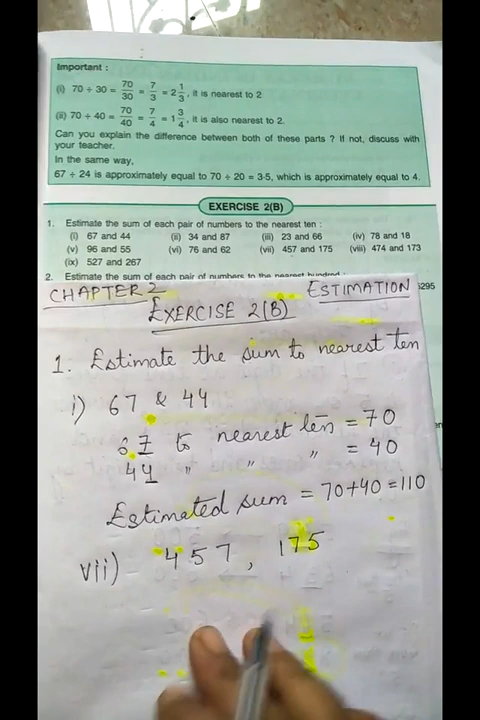 Important :
(i) 70 ÷ 30 = 70/30 = 7/3 = 2 1/3, it is nearest to 2
(ii) 70 ÷ 40 = 70/40 = 7/4 = 1 3/4, it is also nearest to 2.
Can you explain the difference between both of these parts ? If not, discuss with
your teacher.
In the same way,
67 ÷ 24 is approximately equal to 70 ÷ 20 = 3·5, which is approximately equal to 4.
EXERCISE 2(B)
1. Estimate the sum of each pair of numbers to the nearest ten :
(i) 67 and 44 (ii) 34 and 87 (iii) 23 and 66 (iv) 78 and 18
(v) 96 and 55 (vi) 76 and 62 (vii) 457 and 175 (viii) 474 and 173
(ix) 527 and 267
2. Estimate the sum of each pair of numbers to the nearest hundred :
6295
CHAPTER 2 ESTIMATION
EXERCISE 2(B)
1. Estimate the sum to nearest ten
i) 67 & 44
67 to nearest ten = 70
44 " " " = 40
Estimated sum = 70+40 = 110
vii) 457, 175